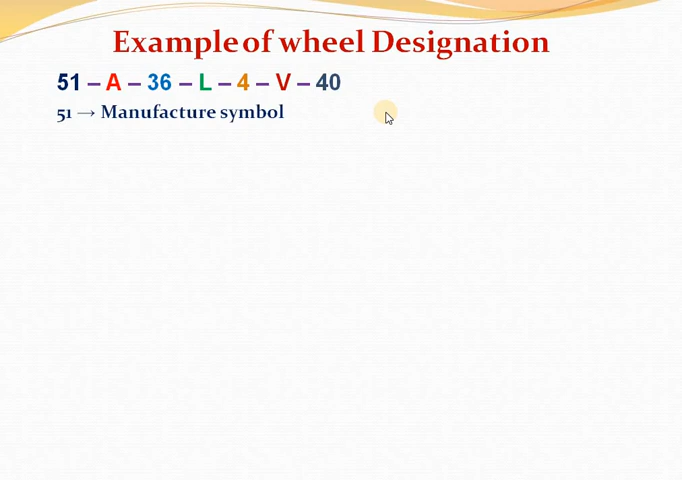 Example of wheel Designation
51 – A – 36 – L – 4 – V – 40
51 → Manufacture symbol